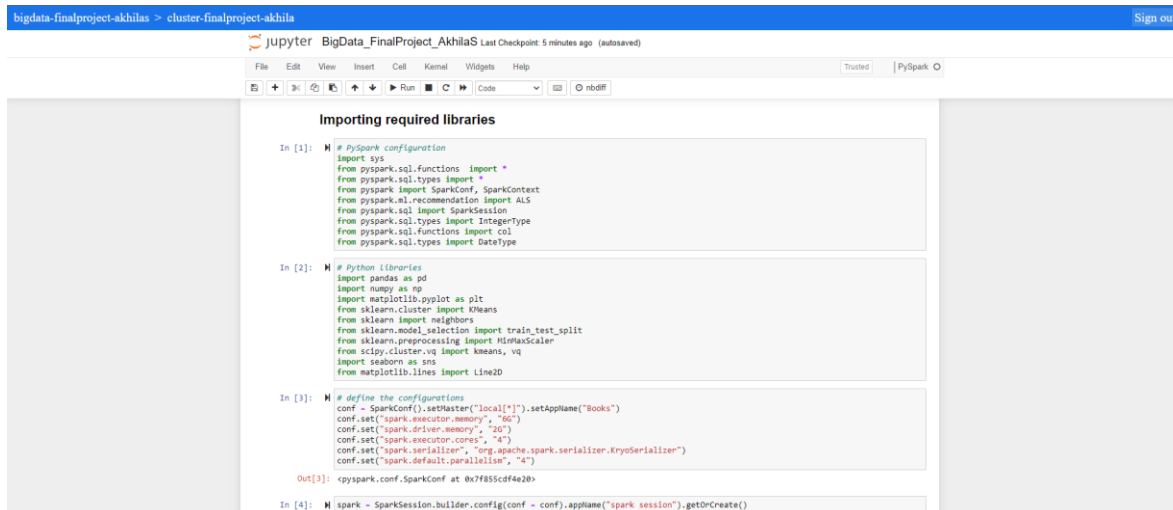 bigdata-finalproject-akhilas > cluster-finalproject-akhila
Sign ou
jupyter BigData_FinalProject_AkhilaS Last Checkpoint: 5 minutes ago (autosaved)
File Edit View Insert Cell Kernel Widgets Help
Trusted
PySpark
Run
Code
nbdiff
Importing required libraries
In [1]:
# PySpark configuration
import sys
from pyspark.sql.functions import *
from pyspark.sql.types import *
from pyspark import SparkConf, SparkContext
from pyspark.ml.recommendation import ALS
from pyspark.sql import SparkSession
from pyspark.sql.types import IntegerType
from pyspark.sql.functions import col
from pyspark.sql.types import DateType
In [2]:
# Python Libraries
import pandas as pd
import numpy as np
import matplotlib.pyplot as plt
from sklearn.cluster import KMeans
from sklearn import neighbors
from sklearn.model_selection import train_test_split
from sklearn.preprocessing import MinMaxScaler
from scipy.cluster.vq import kmeans, vq
import seaborn as sns
from matplotlib.lines import Line2D
In [3]:
# define the configurations
conf = SparkConf().setMaster("local[*]").setAppName("Books")
conf.set("spark.executor.memory", "6G")
conf.set("spark.driver.memory", "2G")
conf.set("spark.executor.cores", "4")
conf.set("spark.serializer", "org.apache.spark.serializer.KryoSerializer")
conf.set("spark.default.parallelism", "4")
Out[3]: <pyspark.conf.SparkConf at 0x7f855cdf4e20>
In [4]: spark = SparkSession.builder.config(conf = conf).appName("spark session").getOrCreate()